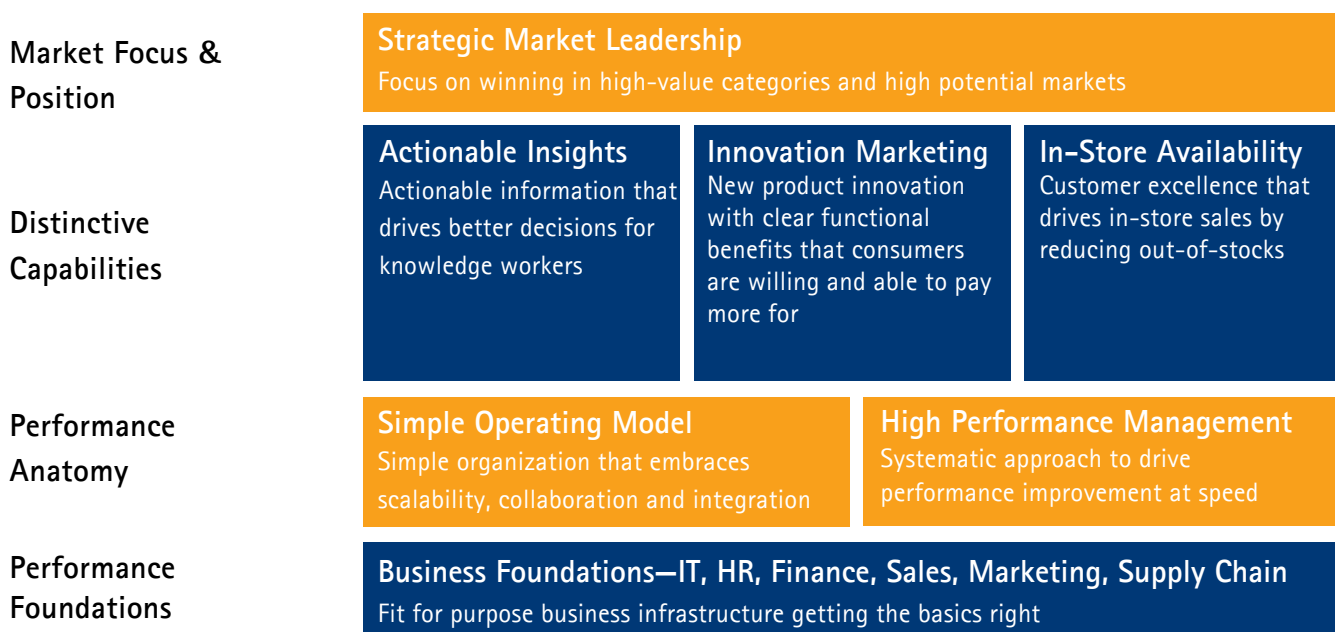 Market Focus &
Position
Strategic Market Leadership
Focus on winning in high-value categories and high potential markets
Distinctive
Capabilities
Actionable Insights
Actionable information that
drives better decisions for
knowledge workers
Innovation Marketing
New product innovation
with clear functional
benefits that consumers
are willing and able to pay
more for
In-Store Availability
Customer excellence that
drives in-store sales by
reducing out-of-stocks
Performance
Anatomy
Simple Operating Model
Simple organization that embraces
scalability, collaboration and integration
High Performance Management
Systematic approach to drive
performance improvement at speed
Performance
Foundations
Business Foundations—IT, HR, Finance, Sales, Marketing, Supply Chain
Fit for purpose business infrastructure getting the basics right